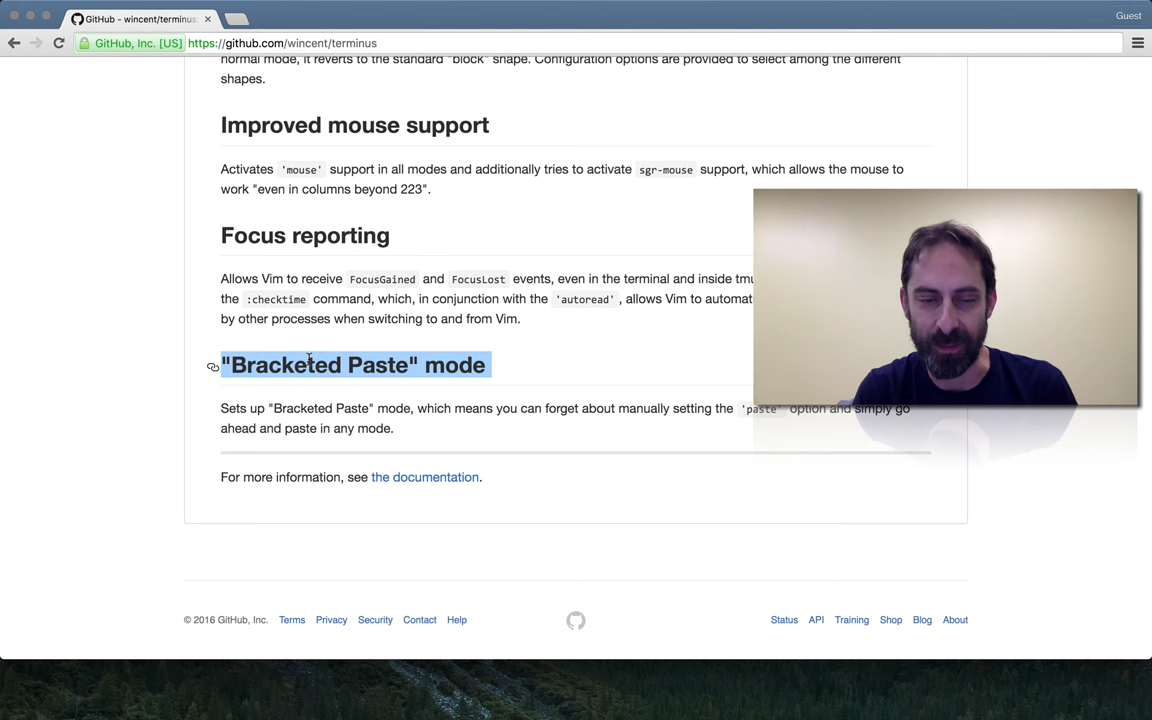 GitHub - wincent/terminus:
Guest
GitHub, Inc. [US] https://github.com/wincent/terminus
normal mode, it reverts to the standard "block" shape. Configuration options are provided to select among the different
shapes.
Improved mouse support
Activates 'mouse' support in all modes and additionally tries to activate sgr-mouse support, which allows the mouse to
work "even in columns beyond 223".
Focus reporting
Allows Vim to receive FocusGained and FocusLost events, even in the terminal and inside
the :checktime command, which, in conjunction with the 'autoread', allows Vim to
by other processes when switching to and from Vim.
"Bracketed Paste" mode
Sets up "Bracketed Paste" mode, which means you can forget about manually setting the 'paste' option and simply go
ahead and paste in any mode.
For more information, see the documentation.
© 2016 GitHub, Inc. Terms Privacy Security Contact Help
Status API Training Shop Blog About